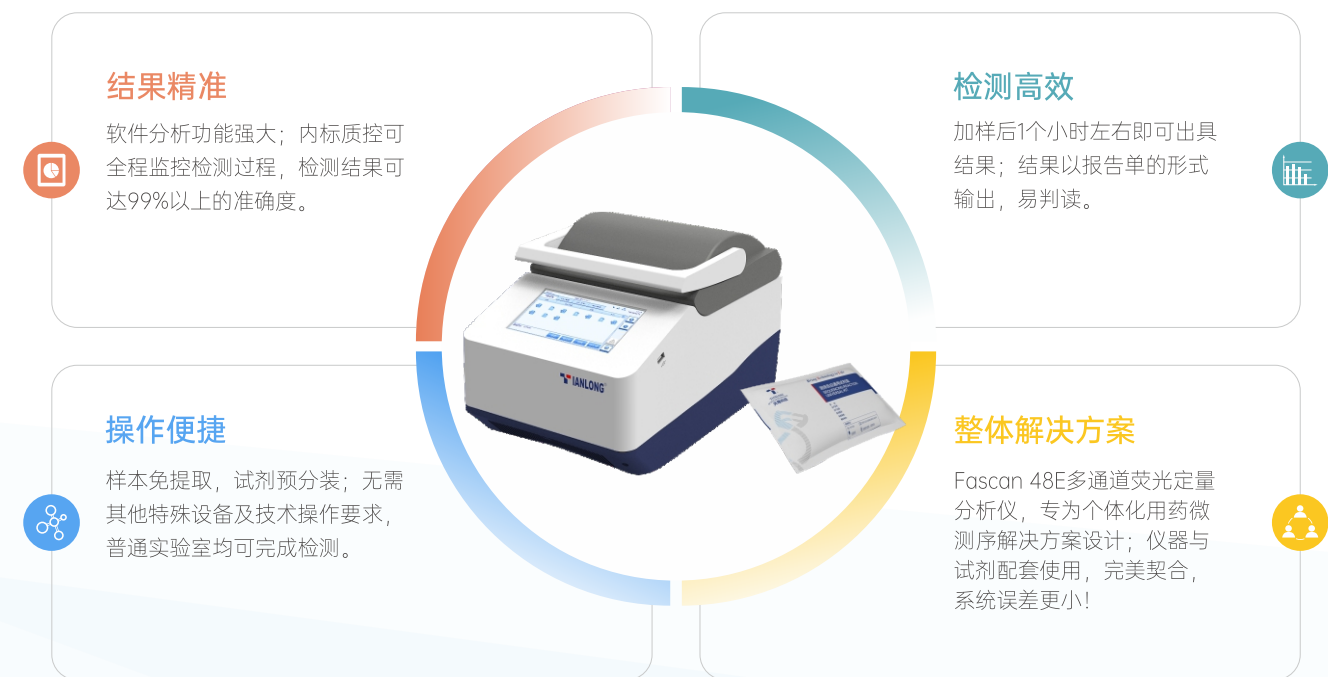 结果精准
软件分析功能强大；内标质控可
全程监控检测过程，检测结果可
达99%以上的准确度。
检测高效
加样后1个小时左右即可出具
结果；结果以报告单的形式
输出，易判读。
TIANLONG
操作便捷
样本免提取，试剂预分装；无需
其他特殊设备及技术操作要求，
普通实验室均可完成检测。
整体解决方案
Fascan 48E多通道荧光定量
分析仪，专为个体化用药微
测序解决方案设计；仪器与
试剂配套使用，完美契合，
系统误差更小！